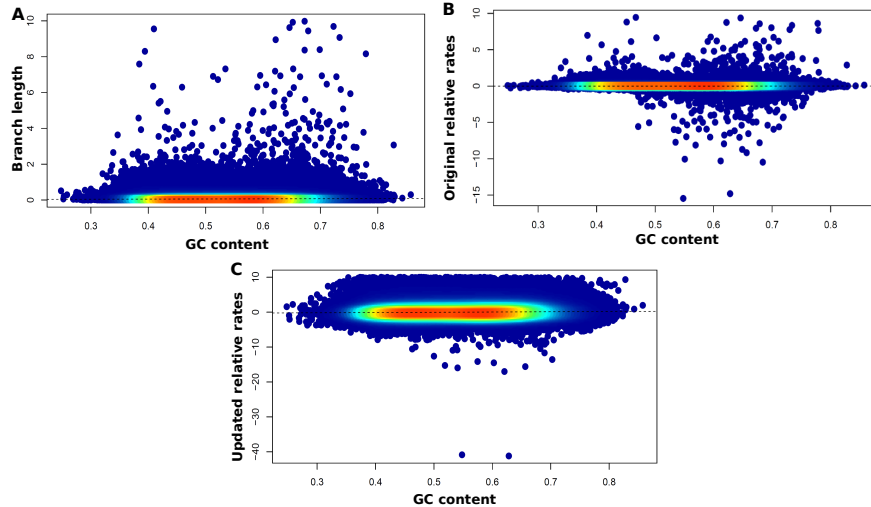 A
Branch length
10
8
6
4
2
0
0.3 0.4 0.5 0.6 0.7 0.8
GC content
B
Original relative rates
10
5
0
−5
−10
−15
0.3 0.4 0.5 0.6 0.7 0.8
GC content
C
Updated relative rates
10
0
−10
−20
−30
−40
0.3 0.4 0.5 0.6 0.7 0.8
GC content